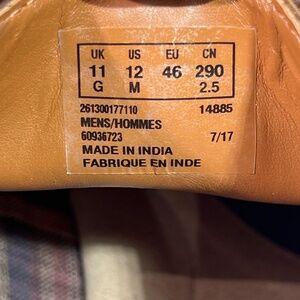 UK US EU CN
11 12 46 290
G M 2.5
261300177110 14885
MENS/HOMMES
60936723 7/17
MADE IN INDIA
FABRIQUE EN INDE